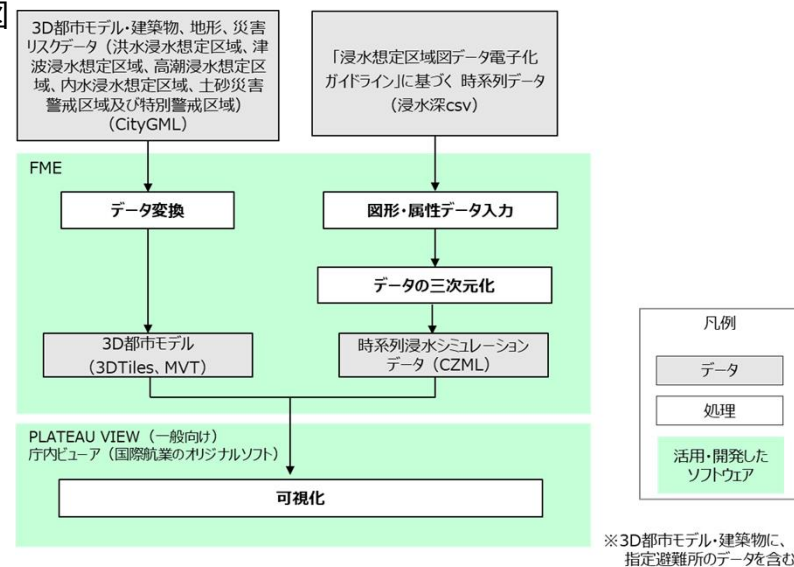 図
3D都市モデル・建築物、地形、災害
リスクデータ（洪水浸水想定区域、津
波浸水想定区域、高潮浸水想定区
域、内水浸水想定区域、土砂災害
警戒区域及び特別警戒区域）
（CityGML）
「浸水想定区域図データ電子化
ガイドライン」に基づく 時系列データ
（浸水深csv）
FME
データ変換
図形・属性データ入力
データの三次元化
3D都市モデル
（3DTiles、MVT）
時系列浸水シミュレーション
データ（CZML）
PLATEAU VIEW（一般向け）
庁内ビューア（国際航業のオリジナルソフト）
可視化
凡例
データ
処理
活用・開発した
ソフトウェア
※3D都市モデル・建築物に、
指定避難所のデータを含む